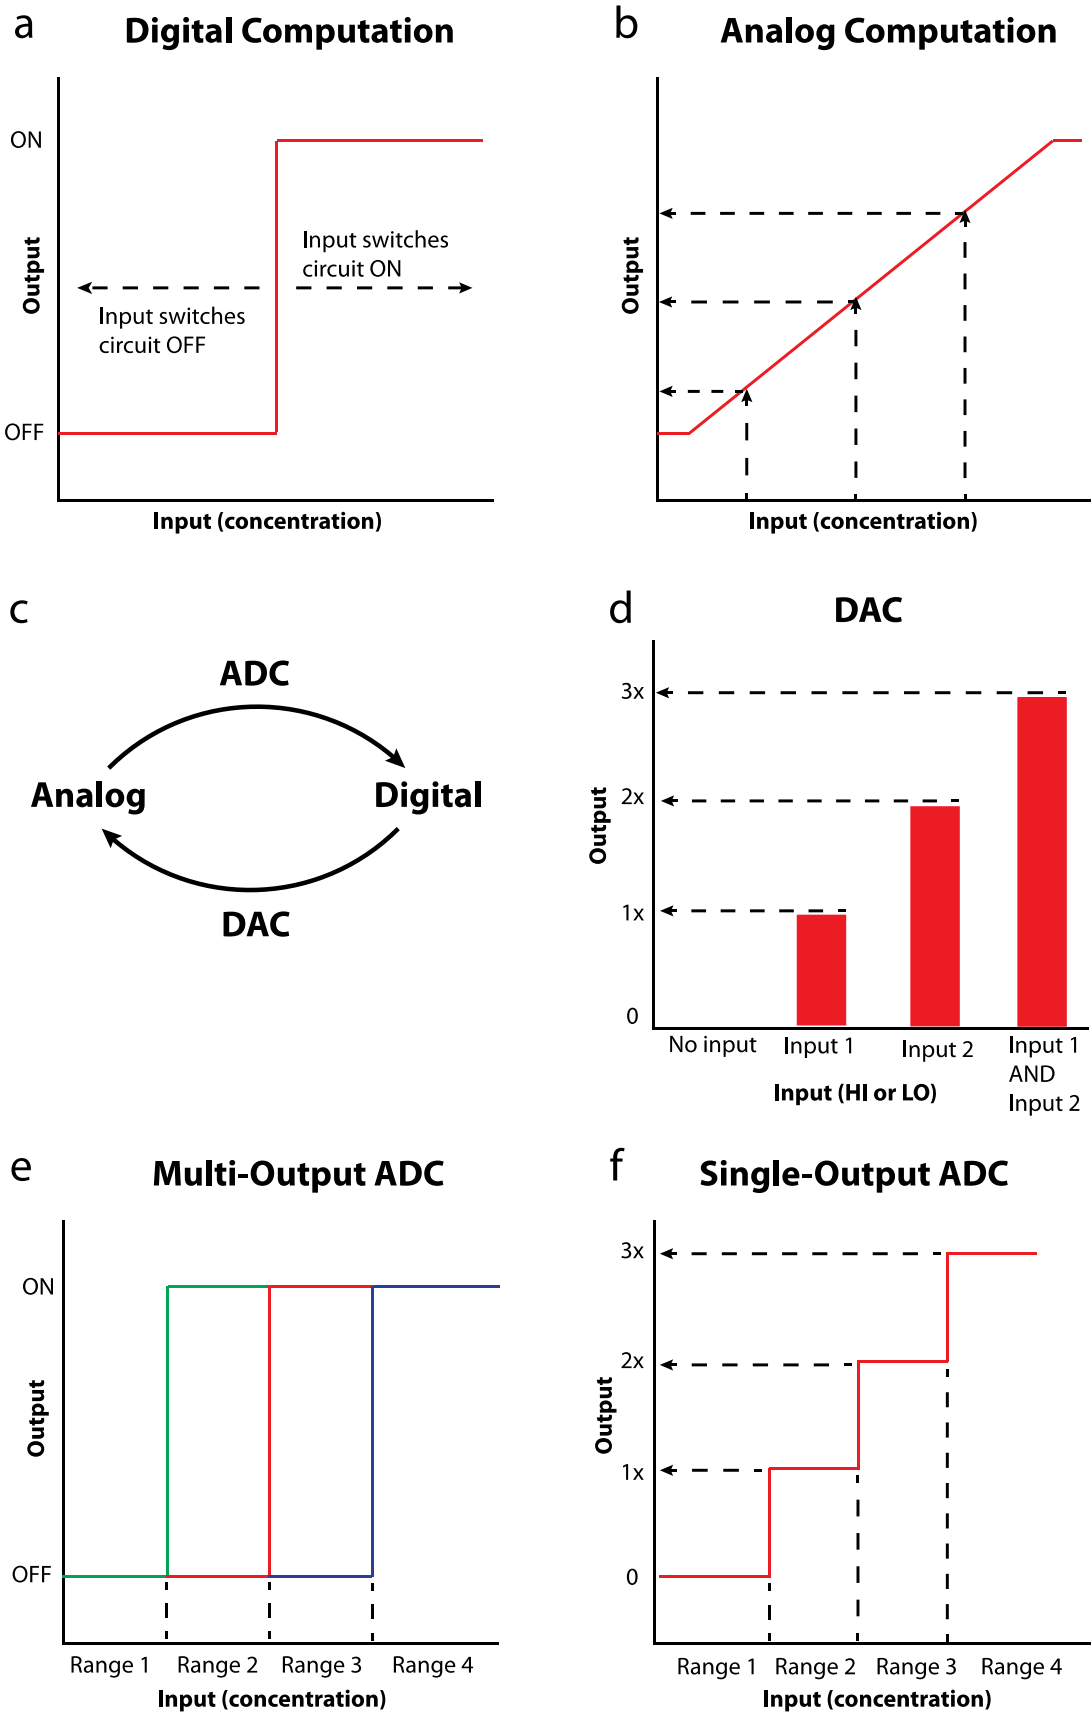 a
Digital Computation
ON
Output
Input switches
circuit ON
Input switches
circuit OFF
OFF
Input (concentration)
b
Analog Computation
Output
Input (concentration)
c
ADC
Analog
Digital
DAC
d
DAC
3x
2x
Output
1x
0
No input
Input 1
Input 2
Input 1
AND
Input 2
Input (HI or LO)
e
Multi-Output ADC
ON
Output
OFF
Range 1
Range 2
Range 3
Range 4
Input (concentration)
f
Single-Output ADC
3x
2x
Output
1x
0
Range 1
Range 2
Range 3
Range 4
Input (concentration)